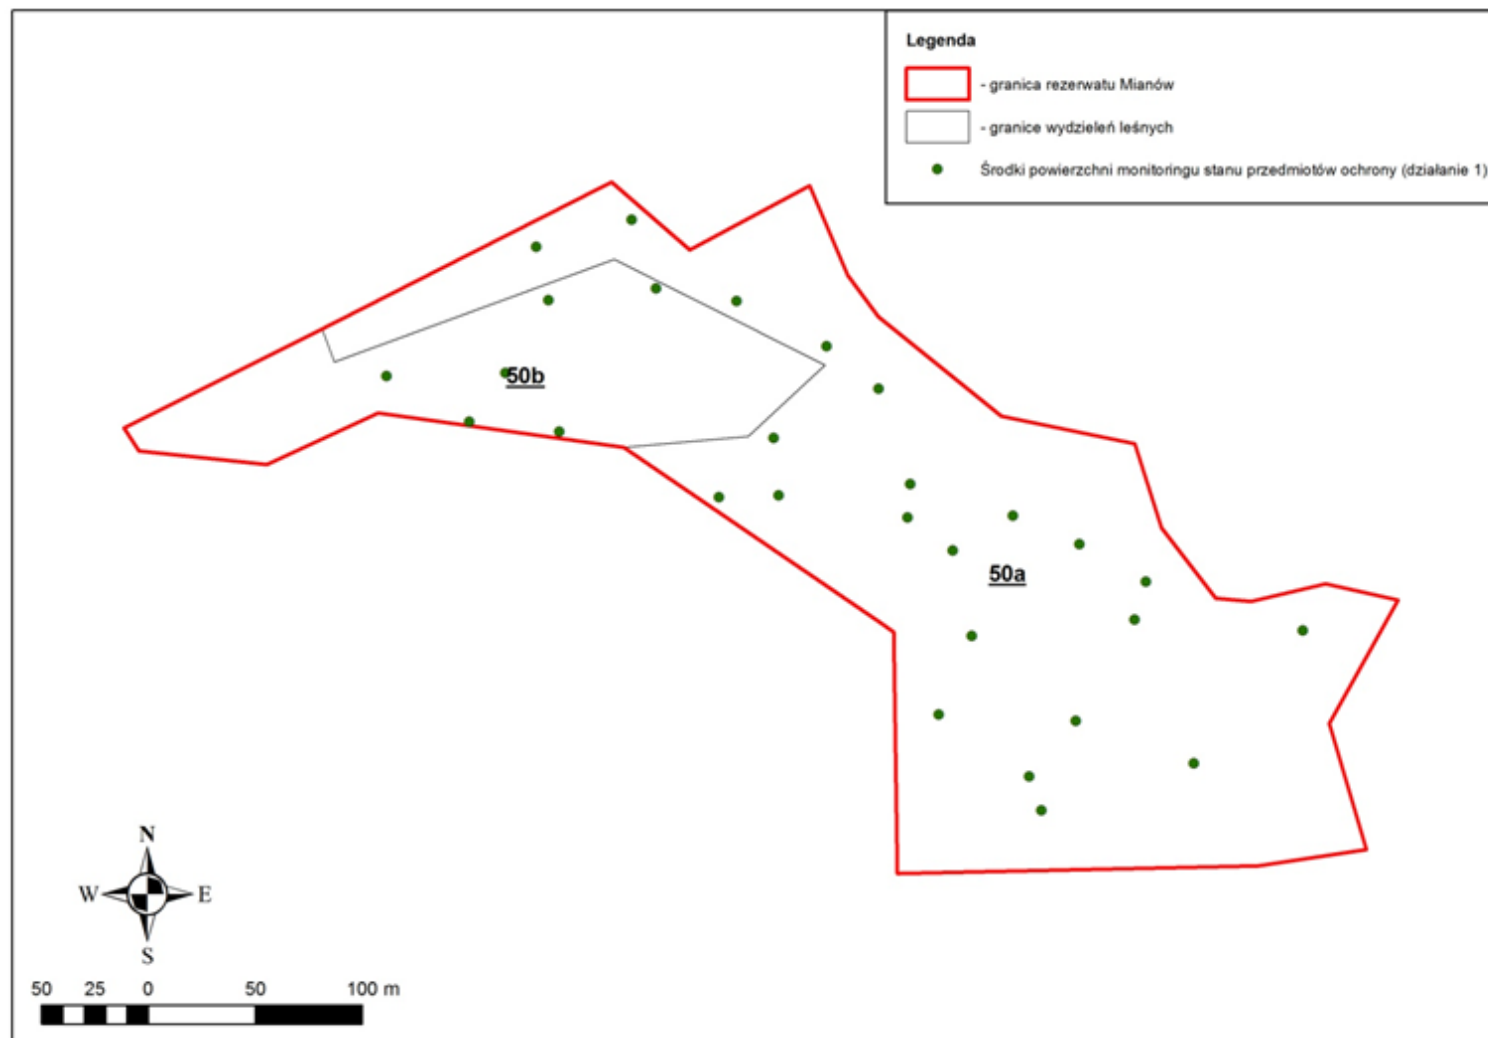 Legenda
- granica rezerwatu Mianów
- granice wydzieleń leśnych
Środki powierzchni monitoringu stanu przedmiotów ochrony (działanie 1)
50b
50a
N
W E
S
50 25 0 50 100 m